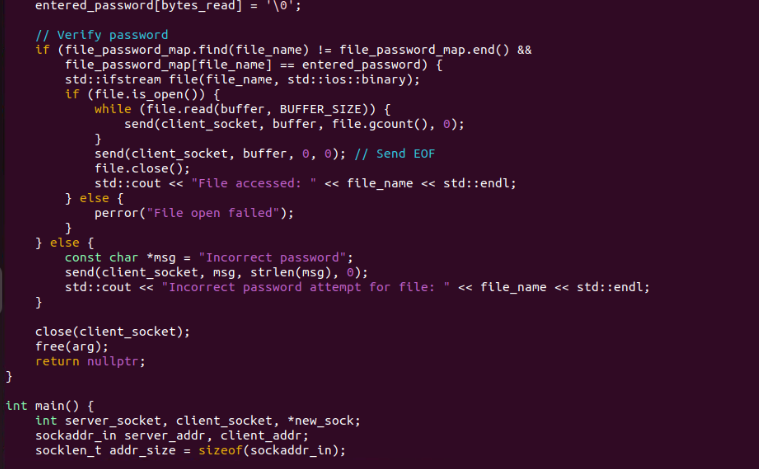 entered_password[bytes_read] = '\0';

    // Verify password
    if (file_password_map.find(file_name) != file_password_map.end() &&
        file_password_map[file_name] == entered_password) {
        std::ifstream file(file_name, std::ios::binary);
        if (file.is_open()) {
            while (file.read(buffer, BUFFER_SIZE)) {
                send(client_socket, buffer, file.gcount(), 0);
            }
            send(client_socket, buffer, 0, 0); // Send EOF
            file.close();
            std::cout << "File accessed: " << file_name << std::endl;
        } else {
            perror("File open failed");
        }
    } else {
        const char *msg = "Incorrect password";
        send(client_socket, msg, strlen(msg), 0);
        std::cout << "Incorrect password attempt for file: " << file_name << std::endl;
    }

    close(client_socket);
    free(arg);
    return nullptr;
}

int main() {
    int server_socket, client_socket, *new_sock;
    sockaddr_in server_addr, client_addr;
    socklen_t addr_size = sizeof(sockaddr_in);